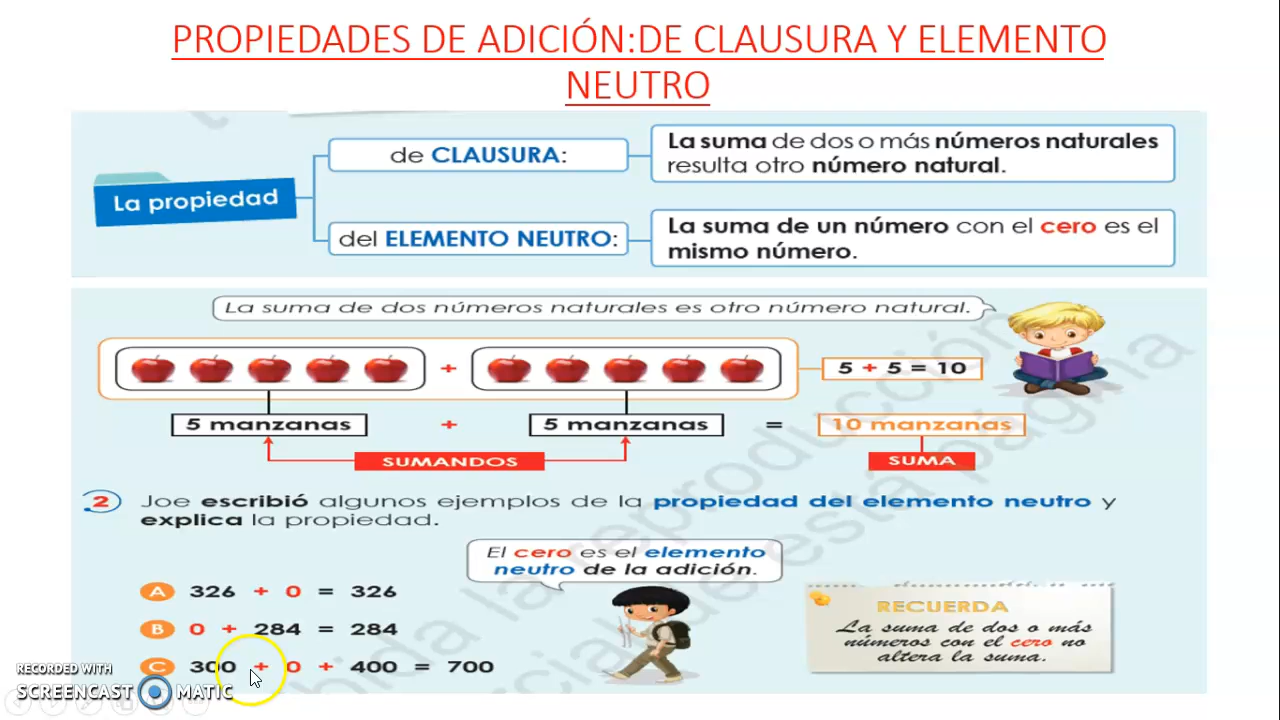 PROPIEDADES DE ADICIÓN:DE CLAUSURA Y ELEMENTO
NEUTRO
La propiedad
de CLAUSURA:
La suma de dos o más números naturales
resulta otro número natural.
del ELEMENTO NEUTRO:
La suma de un número con el cero es el
mismo número.
La suma de dos números naturales es otro número natural.
+
5 + 5 = 10
5 manzanas + 5 manzanas = 10 manzanas
SUMANDOS
SUMA
2 Joe escribió algunos ejemplos de la propiedad del elemento neutro y
explica la propiedad.
El cero es el elemento
neutro de la adición.
A 326 + 0 = 326
B 0 + 284 = 284
C 300 + 0 + 400 = 700
RECUERDA
La suma de dos o más
números con el cero no
altera la suma.
RECORDED WITH
SCREENCAST MATIC